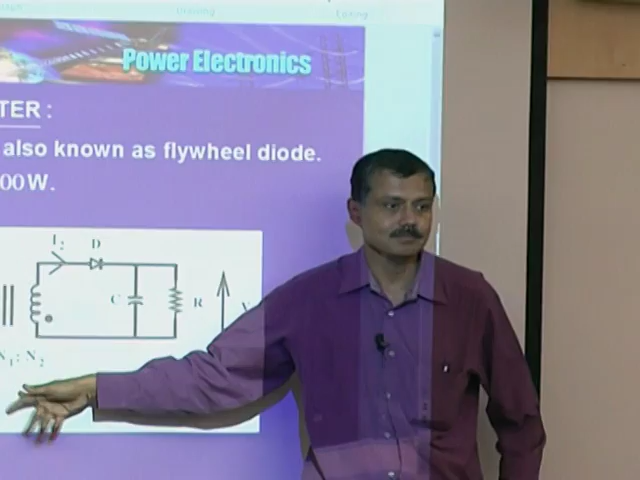 Power Electronics
TER :
also known as flywheel diode.
00W.
I₂ D
C R V
N₁: N₂